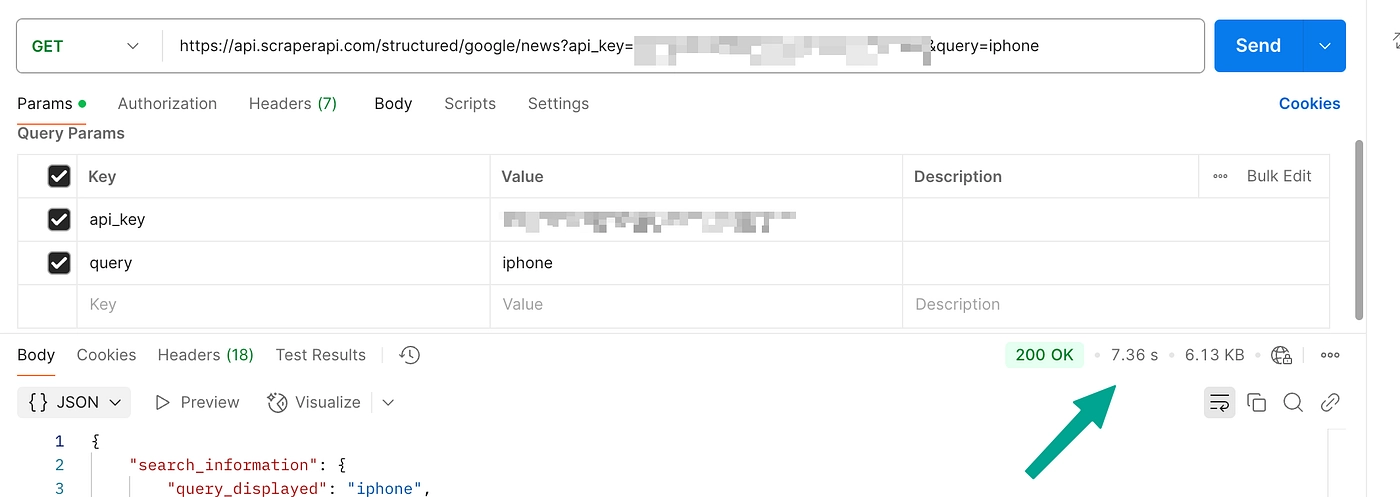 GET https://api.scraperapi.com/structured/google/news?api_key= &query=iphone Send
Params Authorization Headers (7) Body Scripts Settings Cookies
Query Params
Key Value Description Bulk Edit
api_key
query iphone
Key Value Description
Body Cookies Headers (18) Test Results 200 OK 7.36 s 6.13 KB
{} JSON Preview Visualize
1 {
2 "search_information": {
3 "query_displayed": "iphone",